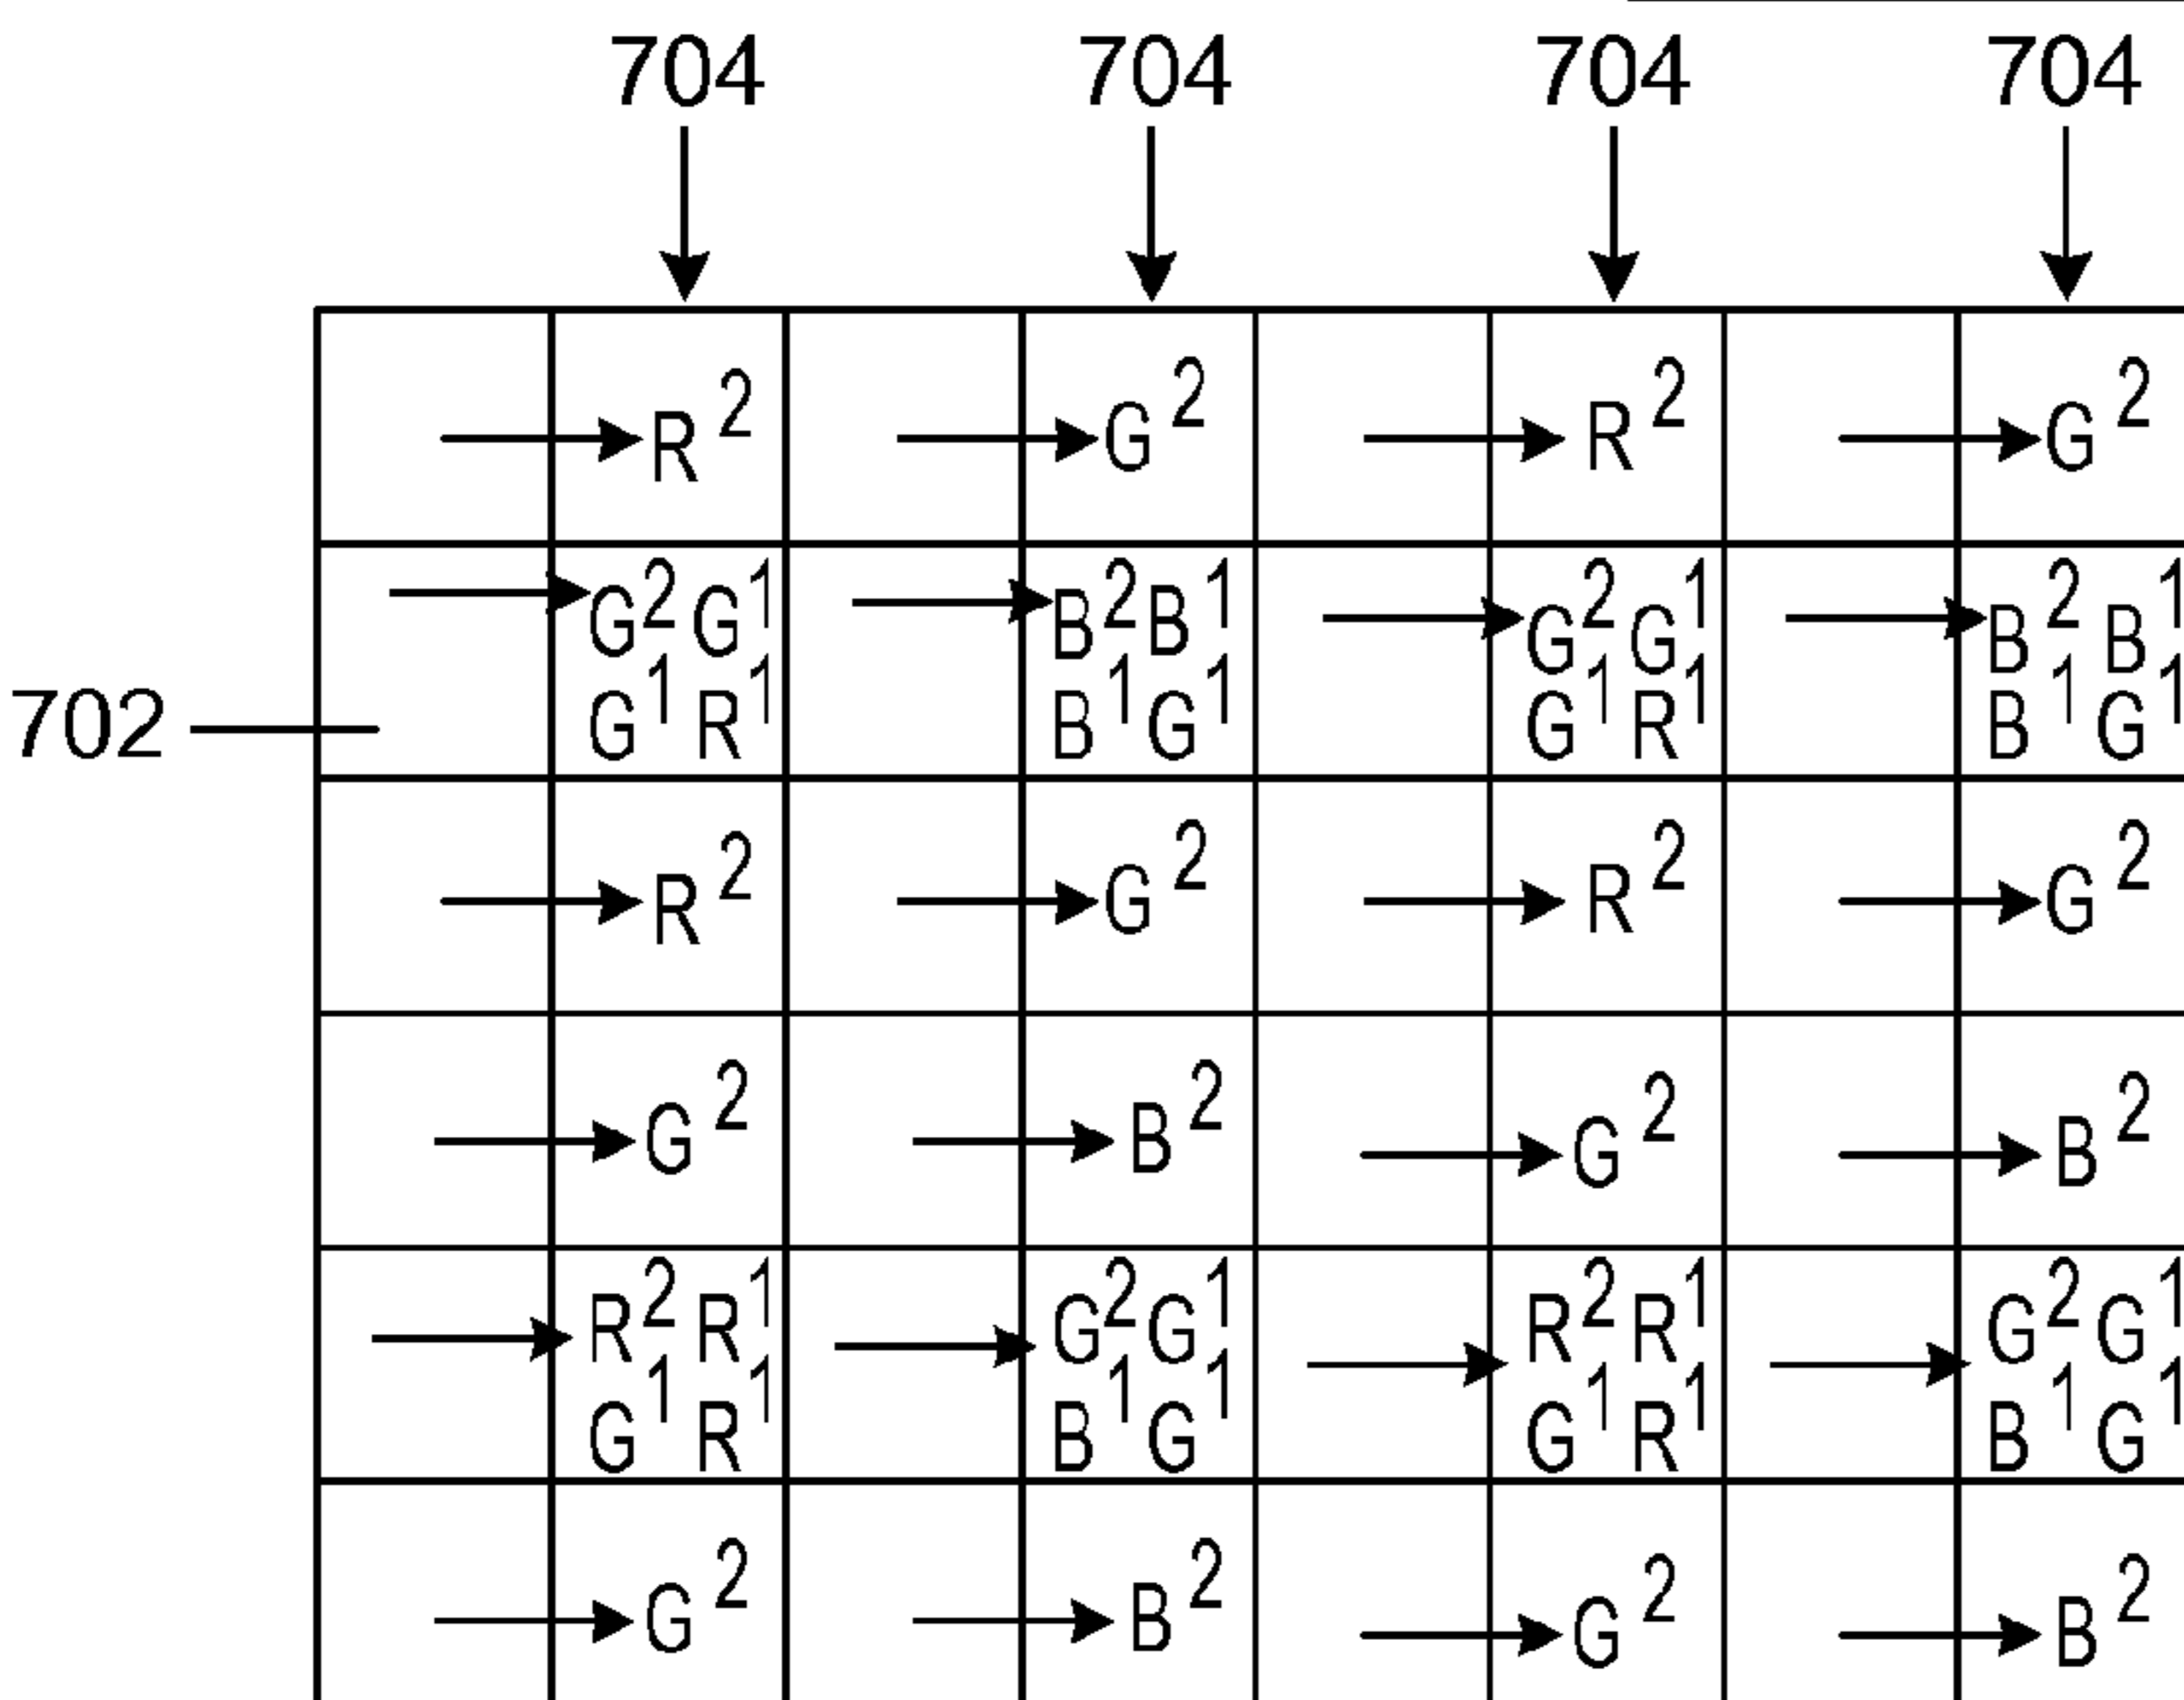 704 704 704 704
R² G² R² G²
G²G¹ B²B¹ G²G¹ B²B¹
702 G¹R¹ B¹G¹ G¹R¹ B¹G¹
R² G² R² G²
G² B² G² B²
R²R¹ G²G¹ R²R¹ G²G¹
G¹R¹ B¹G¹ G¹R¹ B¹G¹
G² B² G² B²